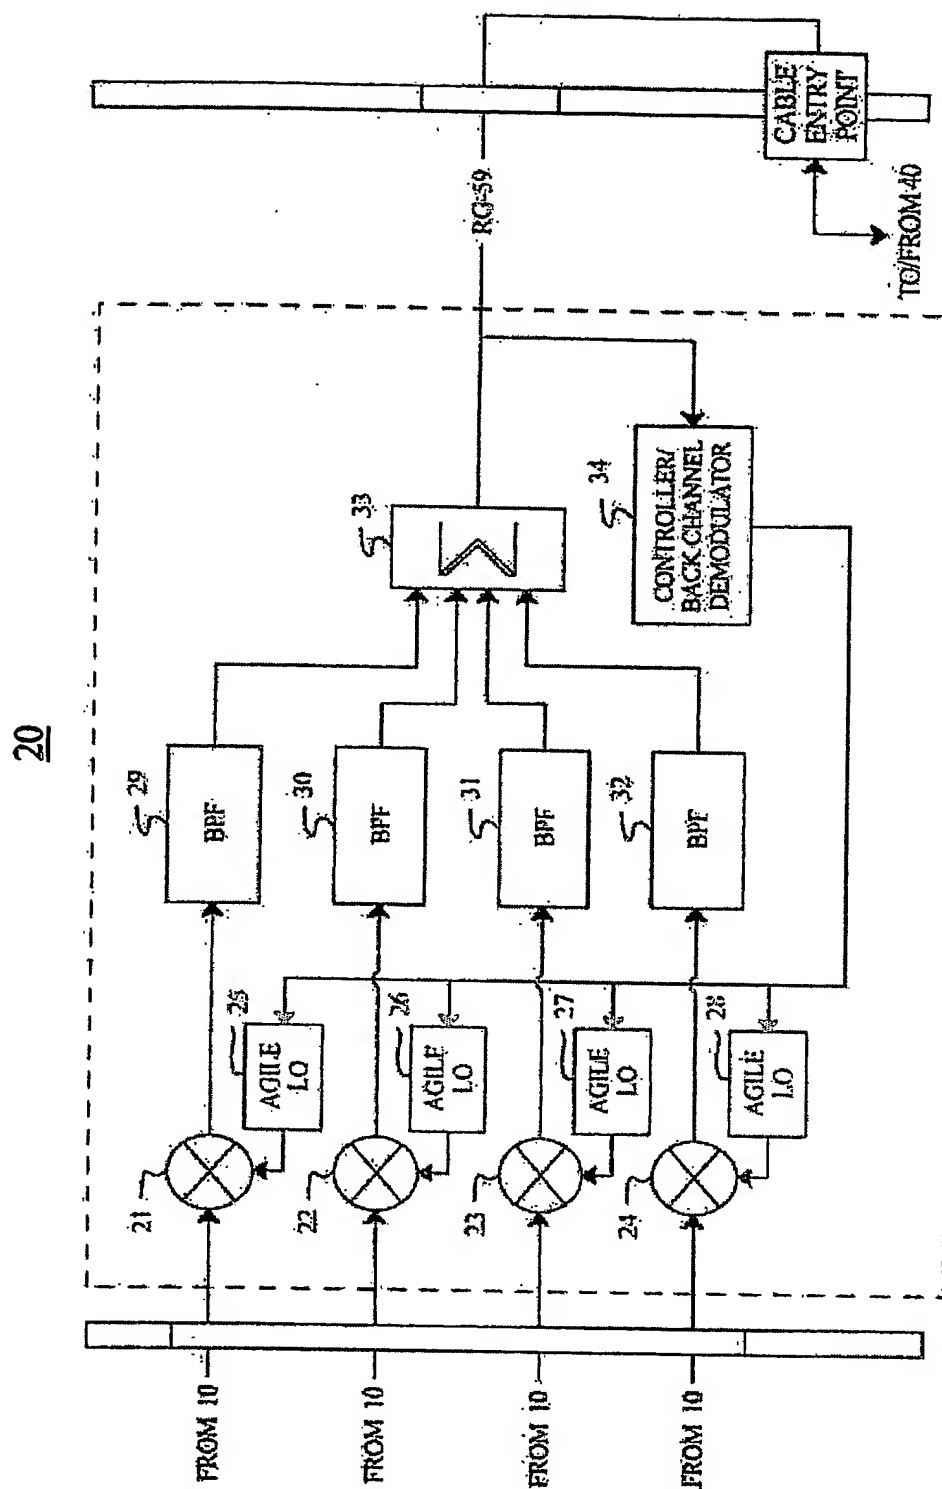 20
FROM 10
FROM 10
FROM 10
FROM 10
21
22
23
24
AGILE
LO
25
AGILE
LO
26
AGILE
LO
27
AGILE
LO
28
BPF
29
BPF
30
BPF
31
BPF
32
Σ
33
CONTROLLER/
BACK CHANNEL
DEMODULATOR
34
RG-59
CABLE
ENTRY
POINT
TO/FROM 40